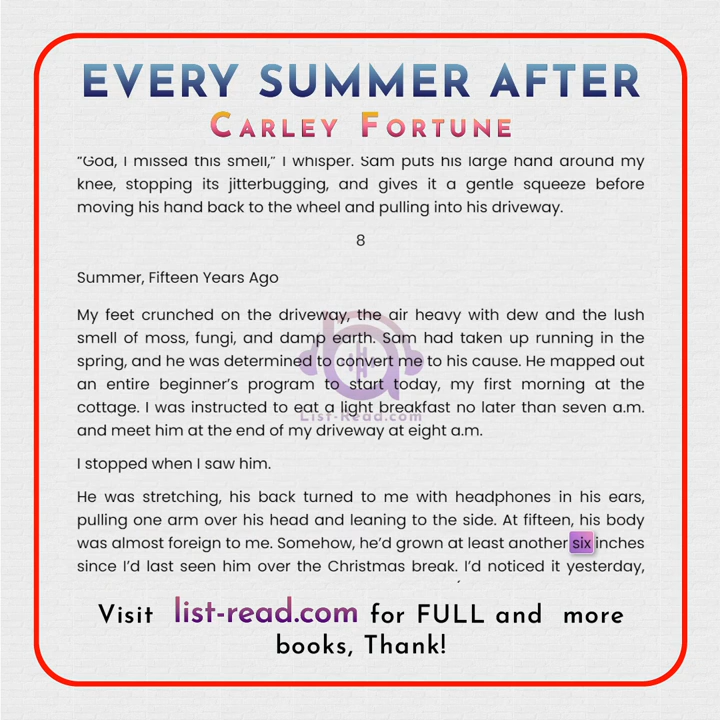 EVERY SUMMER AFTER
CARLEY FORTUNE
"God, I missed this smell," I whisper. Sam puts his large hand around my
knee, stopping its jitterbugging, and gives it a gentle squeeze before
moving his hand back to the wheel and pulling into his driveway.
8
Summer, Fifteen Years Ago
My feet crunched on the driveway, the air heavy with dew and the lush
smell of moss, fungi, and damp earth. Sam had taken up running in the
spring, and he was determined to convert me to his cause. He mapped out
an entire beginner's program to start today, my first morning at the
cottage. I was instructed to eat a light breakfast no later than seven a.m.
and meet him at the end of my driveway at eight a.m.
List-Read.com
I stopped when I saw him.
He was stretching, his back turned to me with headphones in his ears,
pulling one arm over his head and leaning to the side. At fifteen, his body
was almost foreign to me. Somehow, he'd grown at least another six inches
since I'd last seen him over the Christmas break. I'd noticed it yesterday,
Visit list-read.com for FULL and more
books, Thank!